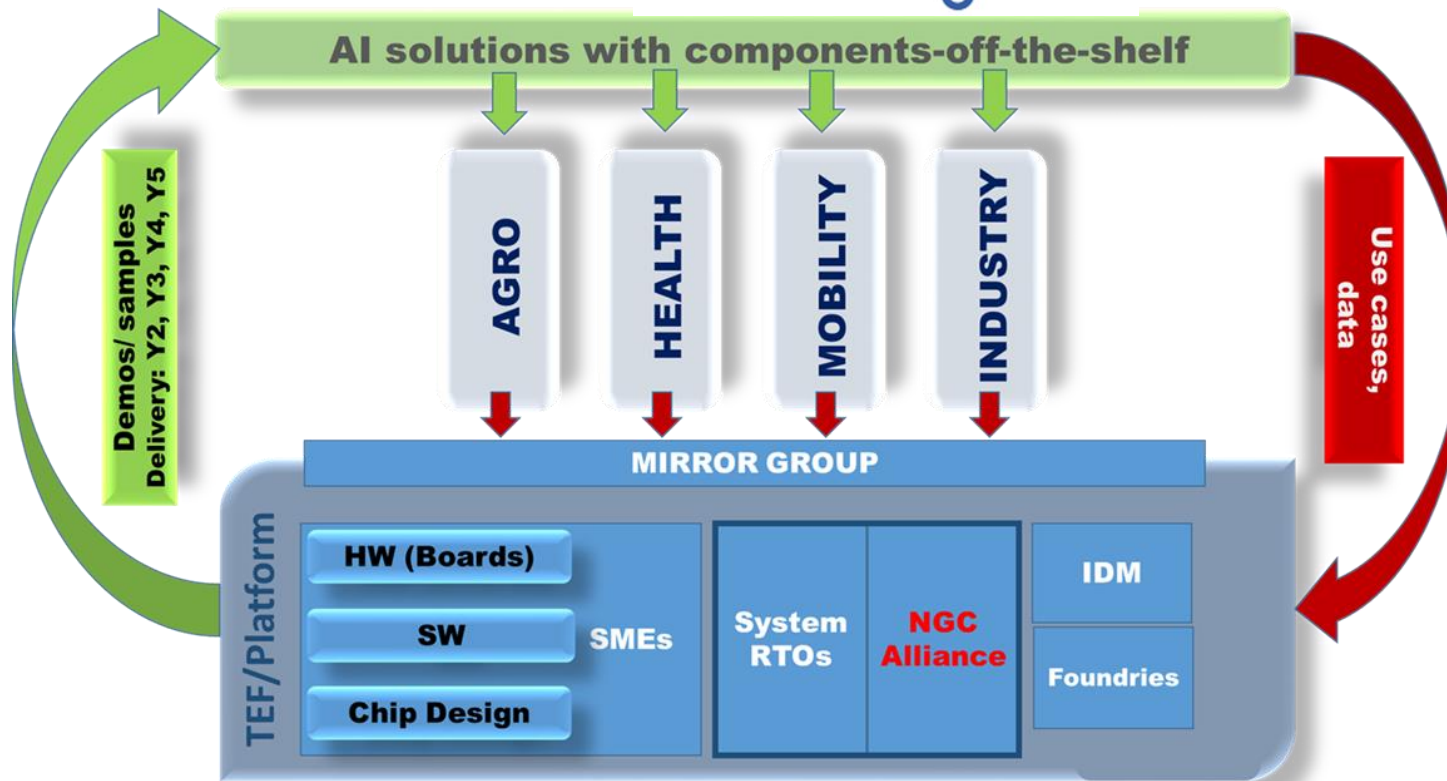 AI solutions with components-off-the-shelf
Demos/ samples
Delivery: Y2, Y3, Y4, Y5
AGRO
HEALTH
MOBILITY
INDUSTRY
Use cases,
data
MIRROR GROUP
TEF/Platform
HW (Boards)
SW
Chip Design
SMEs
System
RTOs
NGC
Alliance
IDM
Foundries